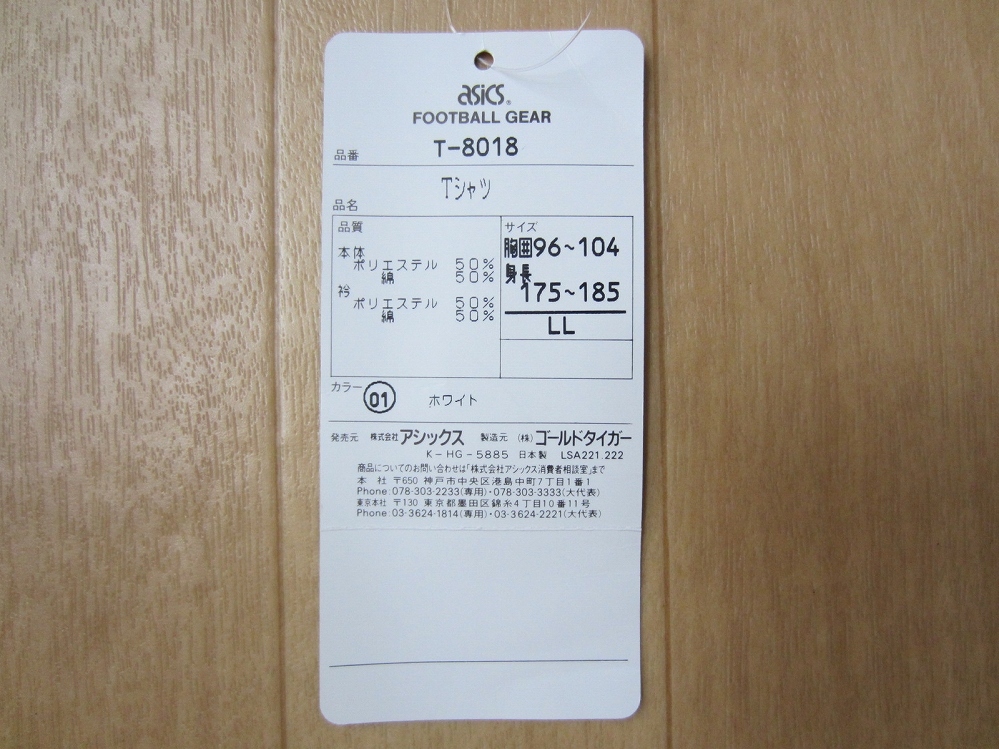 asics®
FOOTBALL GEAR
品番 T-8018
品名 Tシャツ
品質
本体
ポリエステル 50%
綿 50%
衿
ポリエステル 50%
綿 50%
サイズ
胸囲96~104
身長
175~185
LL
カラー 01 ホワイト
発売元 株式会社アシックス 製造元 (株)ゴールドタイガー
K-HG-5885 日本製 LSA221.222
商品についてのお問い合わせは「株式会社アシックス消費者相談室」まで
本 社 〒650 神戸市中央区港島中町7丁目1番1
Phone:078-303-2233(専用)・078-303-3333(大代表)
東京本社 〒130 東京都墨田区錦糸4丁目10番11号
Phone:03-3624-1814(専用)・03-3624-2221(大代表)